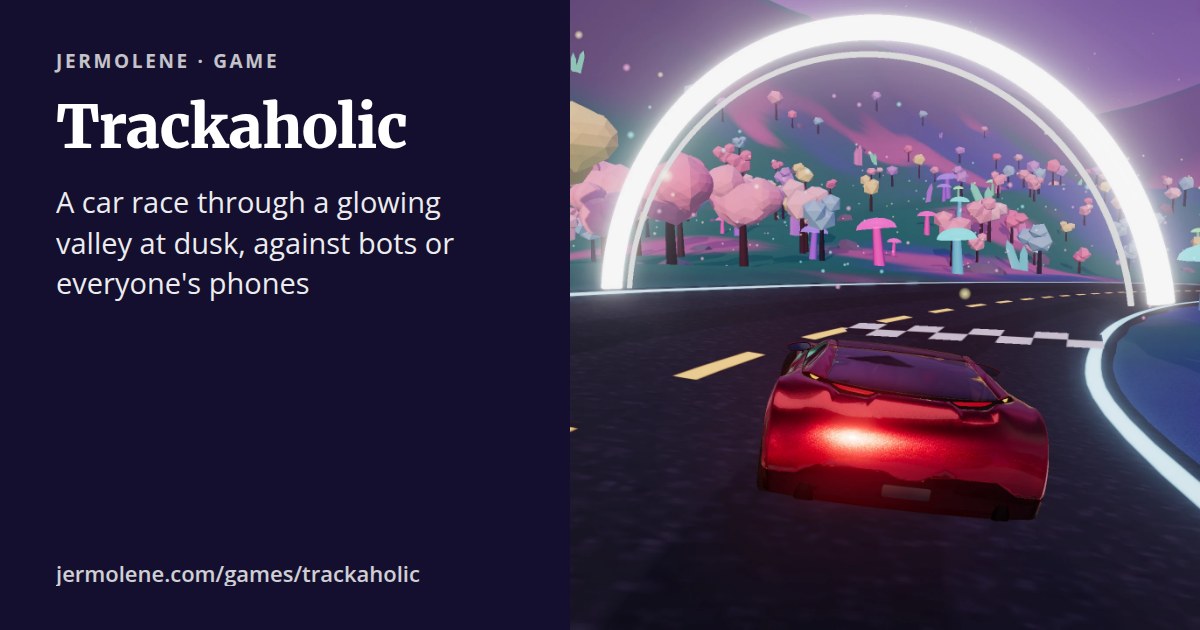 JERMOLENE · GAME
Trackaholic
A car race through a glowing
valley at dusk, against bots or
everyone's phones
jermolene.com/games/trackaholic